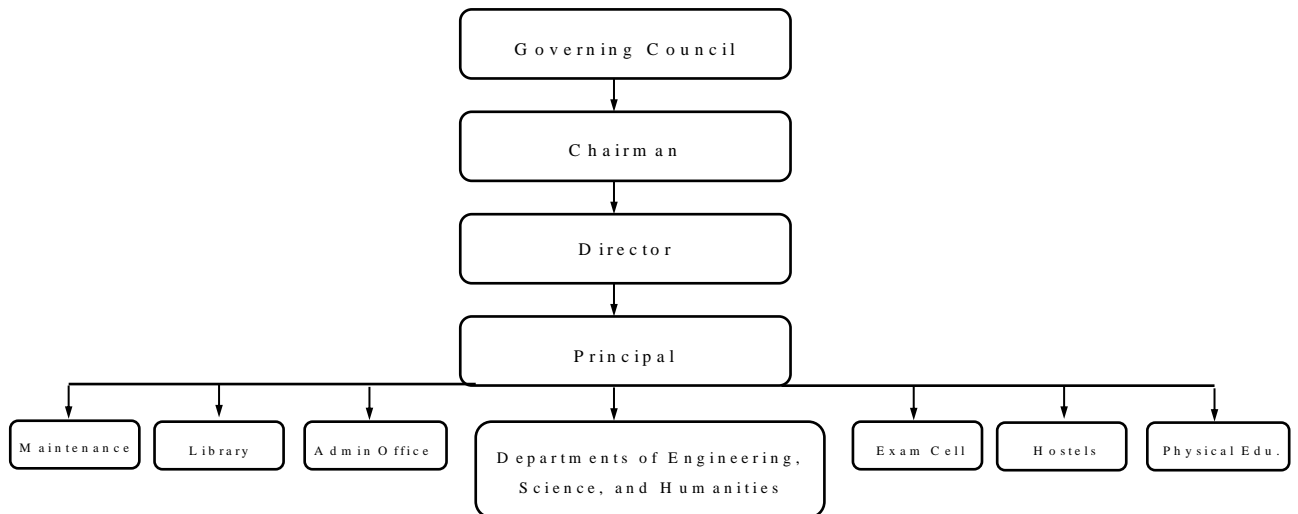 Governing Council
Chairman
Director
Principal
Maintenance
Library
Admin Office
Departments of Engineering,
Science, and Humanities
Exam Cell
Hostels
Physical Edu.